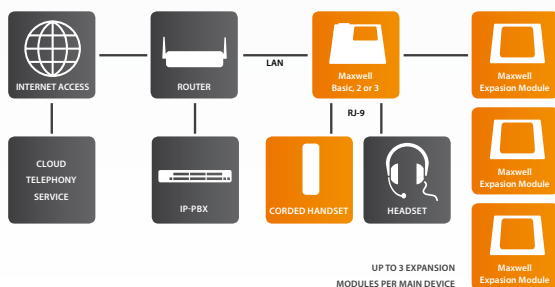 INTERNET ACCESS
ROUTER
LAN
Maxwell
Basic, 2 or 3
Maxwell
Expasion Module
RJ-9
CLOUD
TELEPHONY
SERVICE
IP-PBX
CORDED HANDSET
HEADSET
Maxwell
Expasion Module
Maxwell
Expasion Module
UP TO 3 EXPANSION
MODULES PER MAIN DEVICE